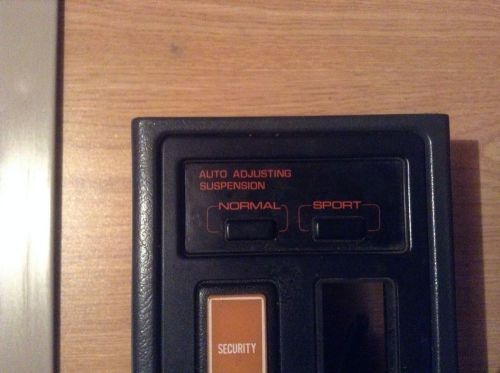 AUTO ADJUSTING
SUSPENSION
NORMAL SPORT
SECURITY